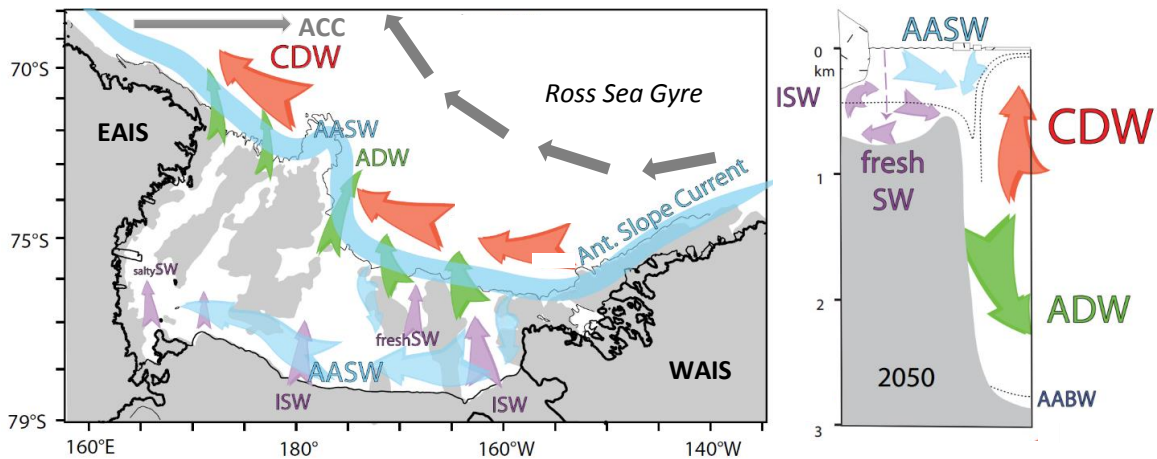 ACC
CDW
70°S
Ross Sea Gyre
EAIS
AASW
ADW
Ant. Slope Current
75°S
saltySW
freshSW
AASW
WAIS
ISW
ISW
79°S
160°E
180°
160°W
140°W
AASW
0
km
ISW
CDW
fresh
SW
1
2
ADW
2050
AABW
3